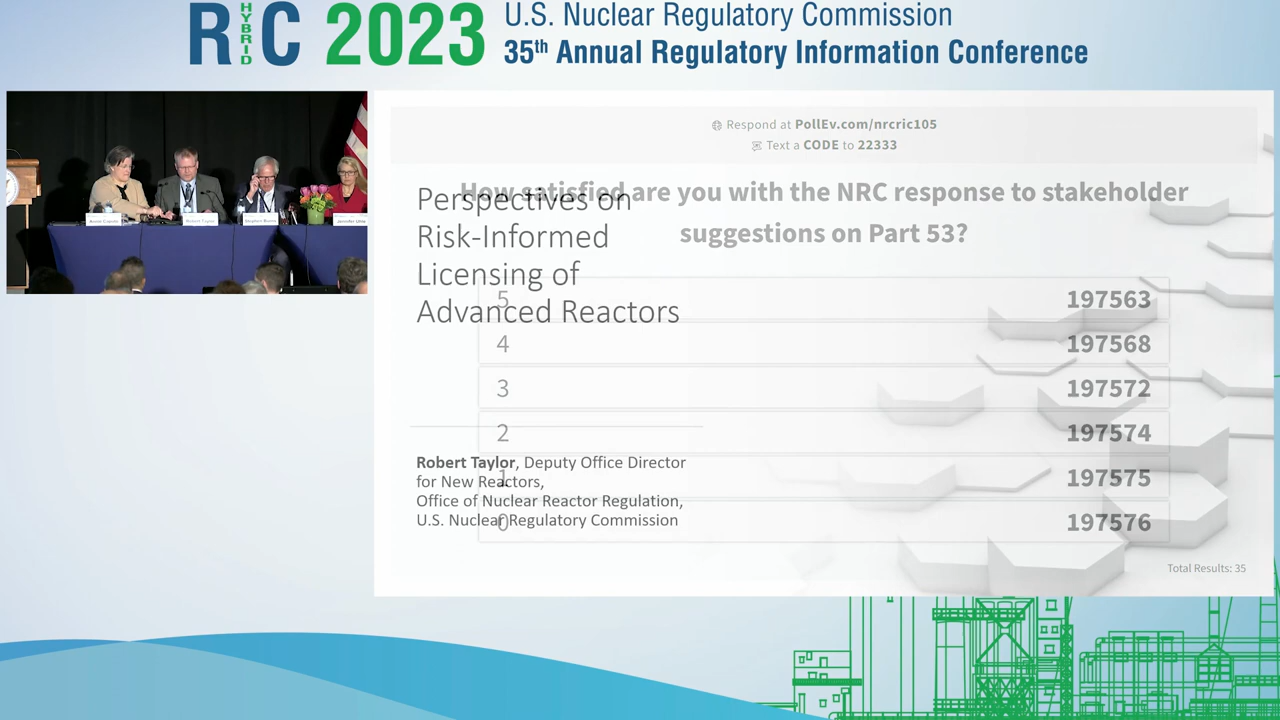 RIC 2023
HYBRID
U.S. Nuclear Regulatory Commission
35th Annual Regulatory Information Conference
Respond at PollEv.com/nrcric105
Text a CODE to 22333
How satisfied are you with the NRC response to stakeholder
suggestions on Part 53?
5 197563
4 197568
3 197572
2 197574
1 197575
0 197576
Total Results: 35
Perspectives on
Risk-Informed
Licensing of
Advanced Reactors
Robert Taylor, Deputy Office Director
for New Reactors,
Office of Nuclear Reactor Regulation,
U.S. Nuclear Regulatory Commission
Robert Taylor